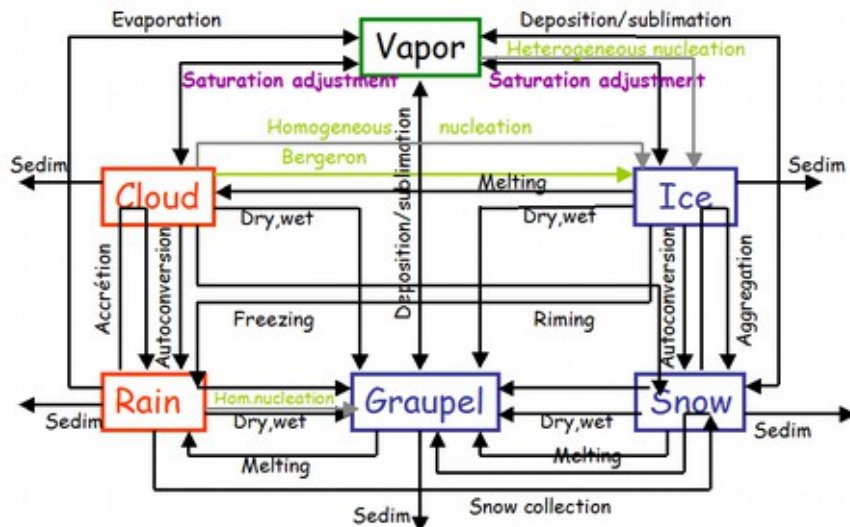 Evaporation
Deposition/sublimation
Vapor
Heterogeneous nucleation
Saturation adjustment
Saturation adjustment
Homogeneous nucleation
Bergeron
Sedim
Sedim
Melting
Cloud
Ice
Dry,wet
Dry,wet
Deposition/sublimation
Accrétion
Autoconversion
Autoconversion
Aggregation
Freezing
Riming
Rain
Hom.nucleation
Graupel
Snow
Sedim
Dry,wet
Dry,wet
Sedim
Melting
Melting
Snow collection
Sedim